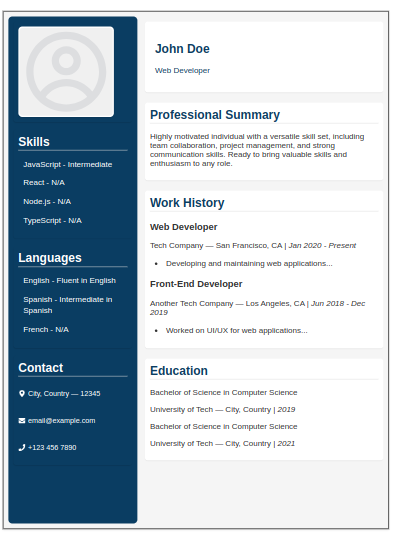 Skills
JavaScript - Intermediate
React - N/A
Node.js - N/A
TypeScript - N/A
Languages
English - Fluent in English
Spanish - Intermediate in
Spanish
French - N/A
Contact
City, Country — 12345
email@example.com
+123 456 7890
John Doe
Web Developer
Professional Summary
Highly motivated individual with a versatile skill set, including
team collaboration, project management, and strong
communication skills. Ready to bring valuable skills and
enthusiasm to any role.
Work History
Web Developer
Tech Company — San Francisco, CA | Jan 2020 - Present
• Developing and maintaining web applications...
Front-End Developer
Another Tech Company — Los Angeles, CA | Jun 2018 - Dec
2019
• Worked on UI/UX for web applications...
Education
Bachelor of Science in Computer Science
University of Tech — City, Country | 2019
Bachelor of Science in Computer Science
University of Tech — City, Country | 2021